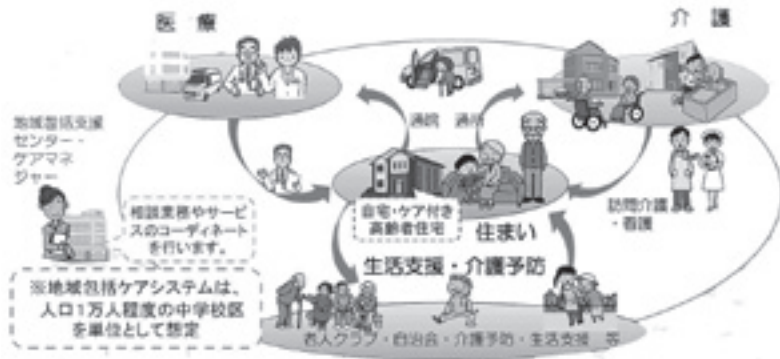 医 療
介 護
地域包括支援
センター・
ケアマネ
ジャー
通院 通所
相談業務やサービ
スのコーディネート
を行います。
自宅・ケア付き
高齢者住宅
住まい
訪問介護
・看護
生活支援・介護予防
※地域包括ケアシステムは、
人口1万人程度の中学校区
を単位として想定
老人クラブ・自治会・介護予防・生活支援 等